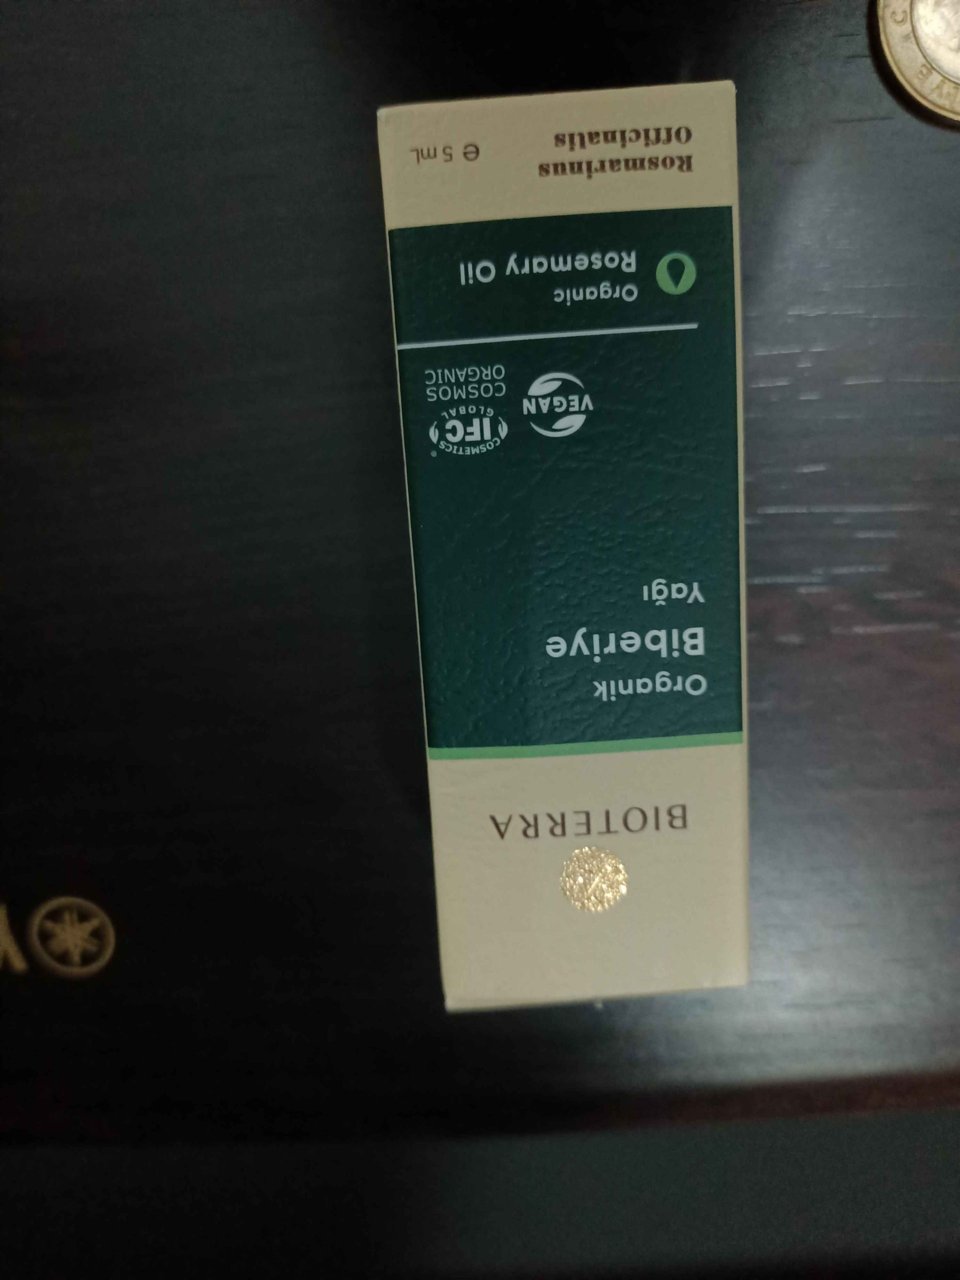 BIOTERRA
Organik
Biberiye
Yağı
VEGAN
COSMETICS
IFC
GLOBAL
COSMOS
ORGANIC
Organic
Rosemary Oil
Rosmarinus
Officinalis
℮ 5 mL